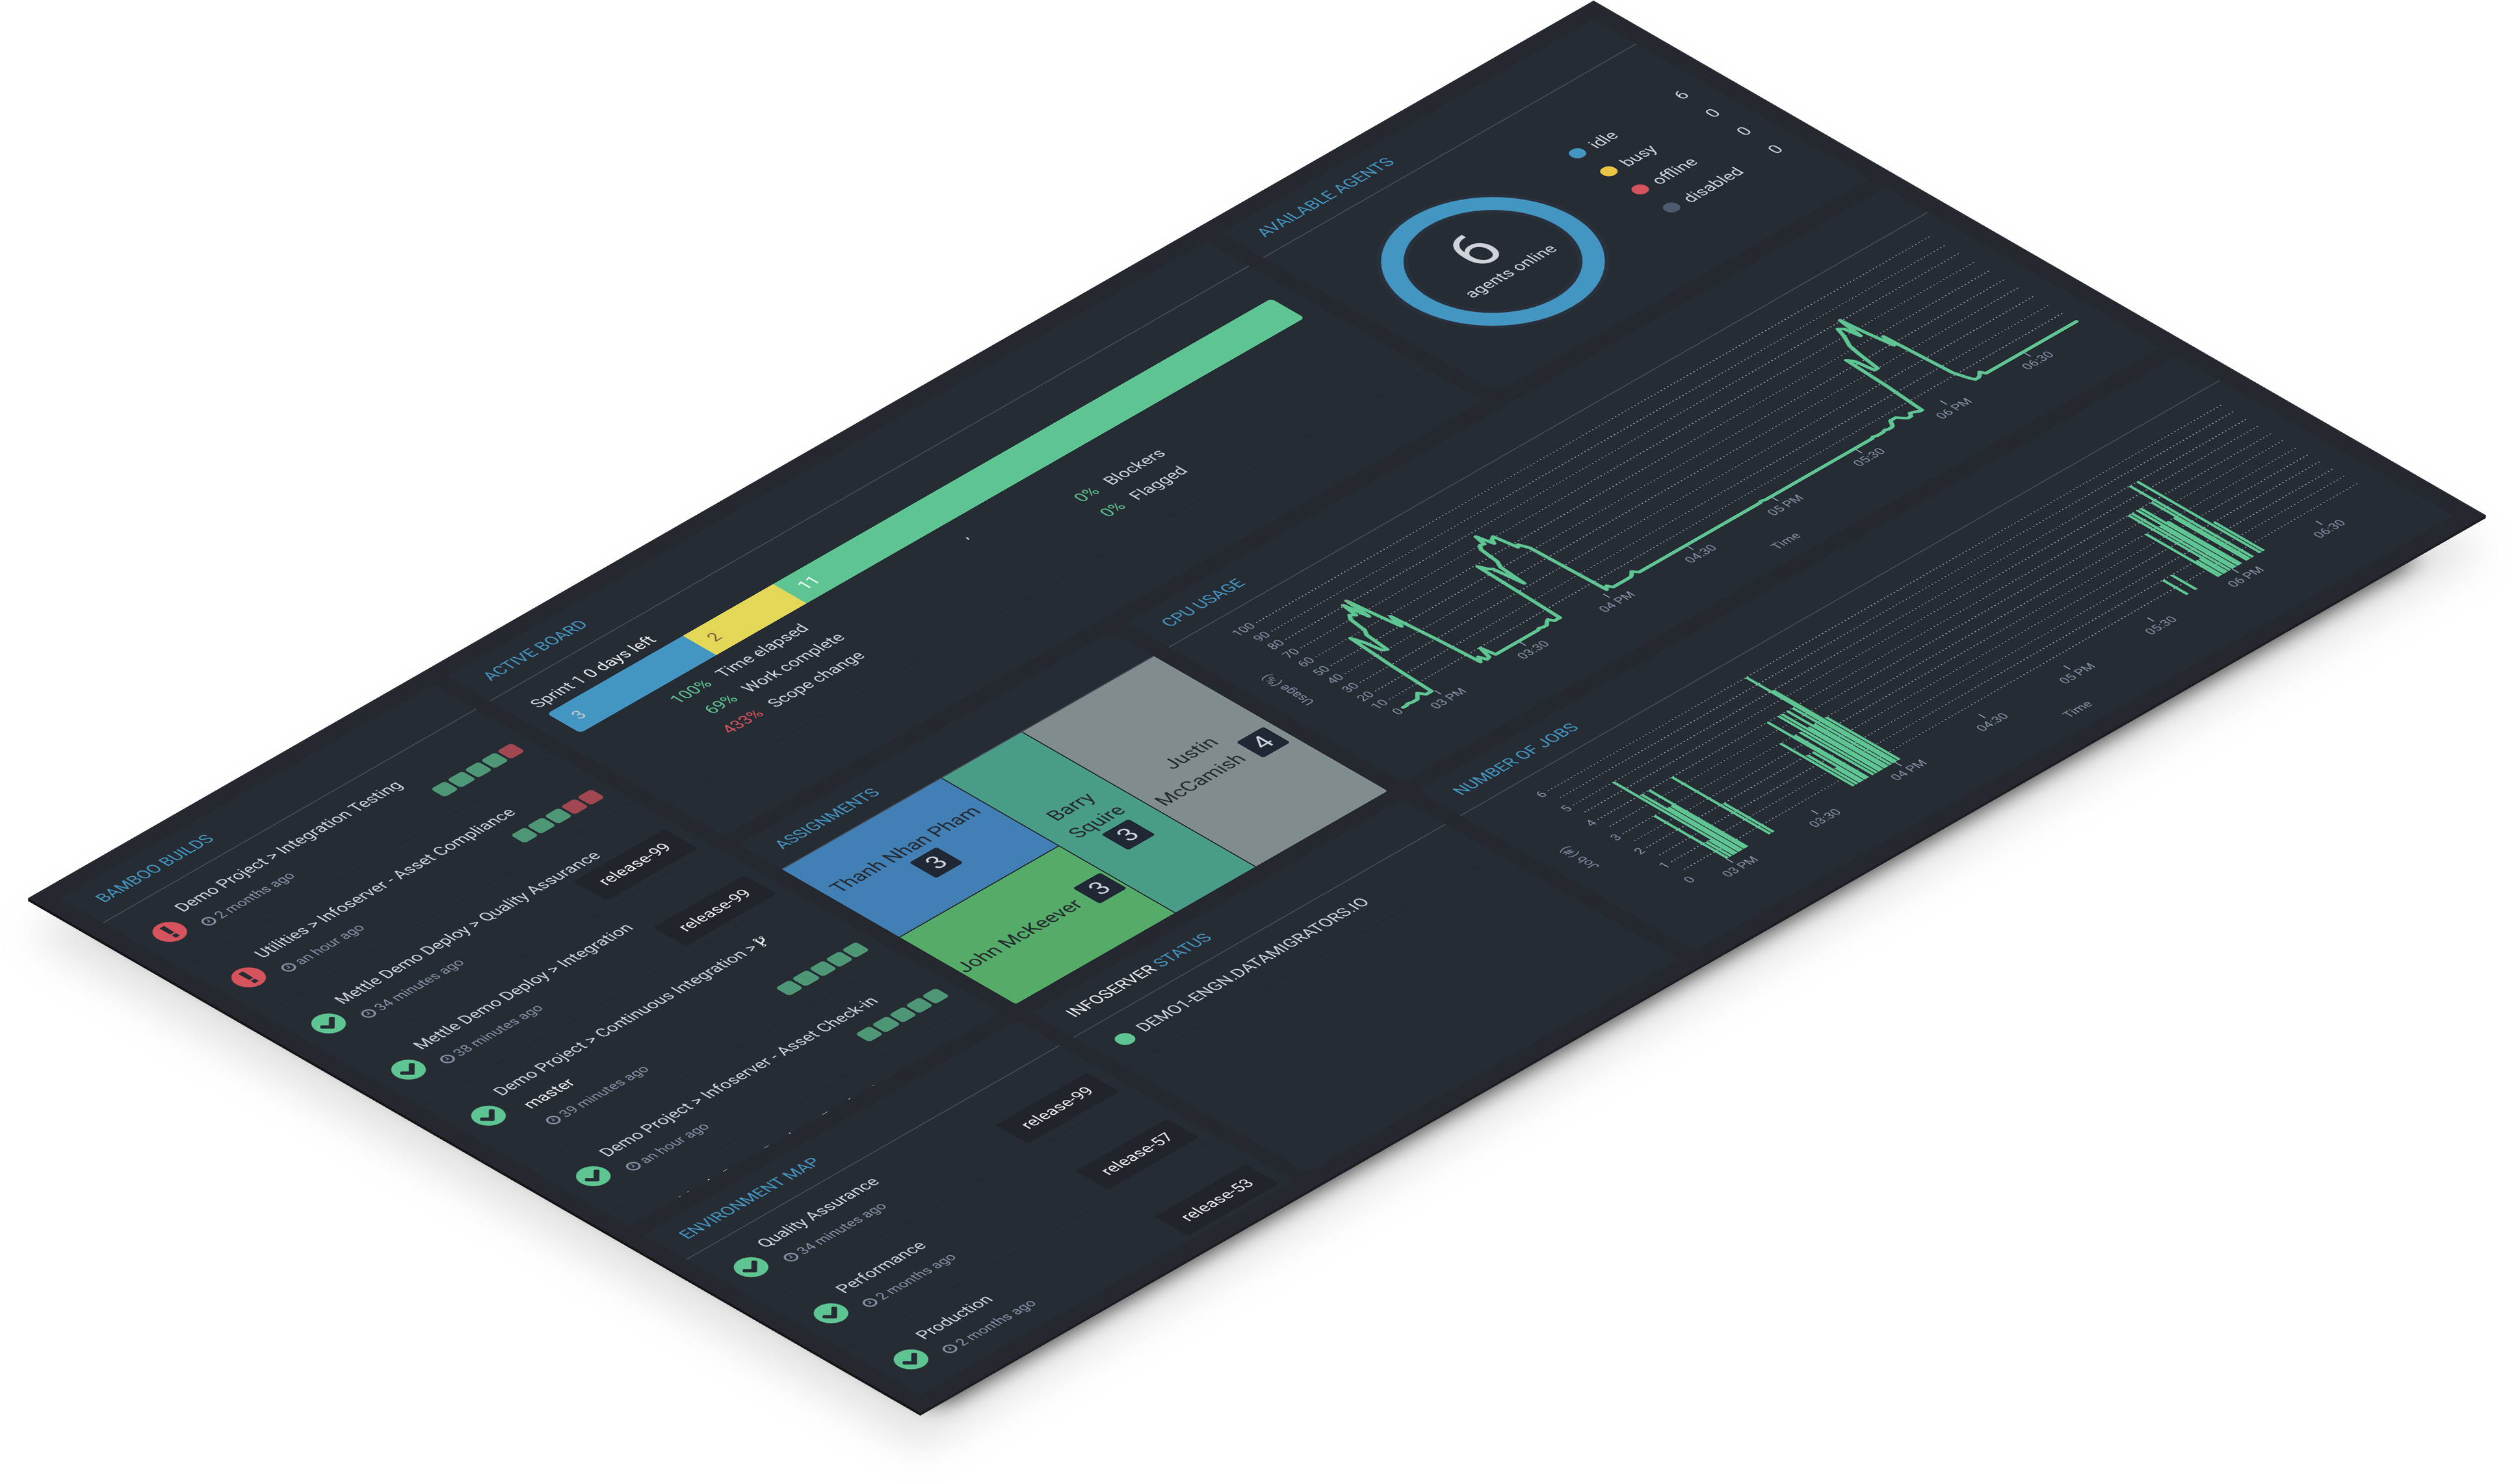 BAMBOO BUILDS
Demo Project > Integration Testing
2 months ago
Utilities > Infoserver - Asset Compliance
an hour ago
Mettle Demo Deploy > Quality Assurance
34 minutes ago
release-99
Mettle Demo Deploy > Integration
38 minutes ago
release-99
Demo Project > Continuous Integration >
master
39 minutes ago
Demo Project > Infoserver - Asset Check-in
an hour ago
ENVIRONMENT MAP
Quality Assurance
34 minutes ago
release-99
Performance
2 months ago
release-57
Production
2 months ago
release-53
ACTIVE BOARD
Sprint 1 0 days left
3
2
11
100% Time elapsed
69% Work complete
433% Scope change
0% Blockers
0% Flagged
ASSIGNMENTS
Thanh Nhan Pham
3
John McKeever
3
Barry
Squire
3
Justin
McCamish
4
INFOSERVER STATUS
DEMO1-ENGN.DATAMIGRATORS.IO
AVAILABLE AGENTS
6
agents online
idle 6
busy 0
offline 0
disabled 0
CPU USAGE
100
90
80
70
60
50
40
30
20
10
0
Usage (%)
03 PM
03:30
04 PM
04:30
05 PM
05:30
06 PM
06:30
Time
NUMBER OF JOBS
6
5
4
3
2
1
0
Job (#)
03 PM
03:30
04 PM
04:30
05 PM
05:30
06 PM
06:30
Time